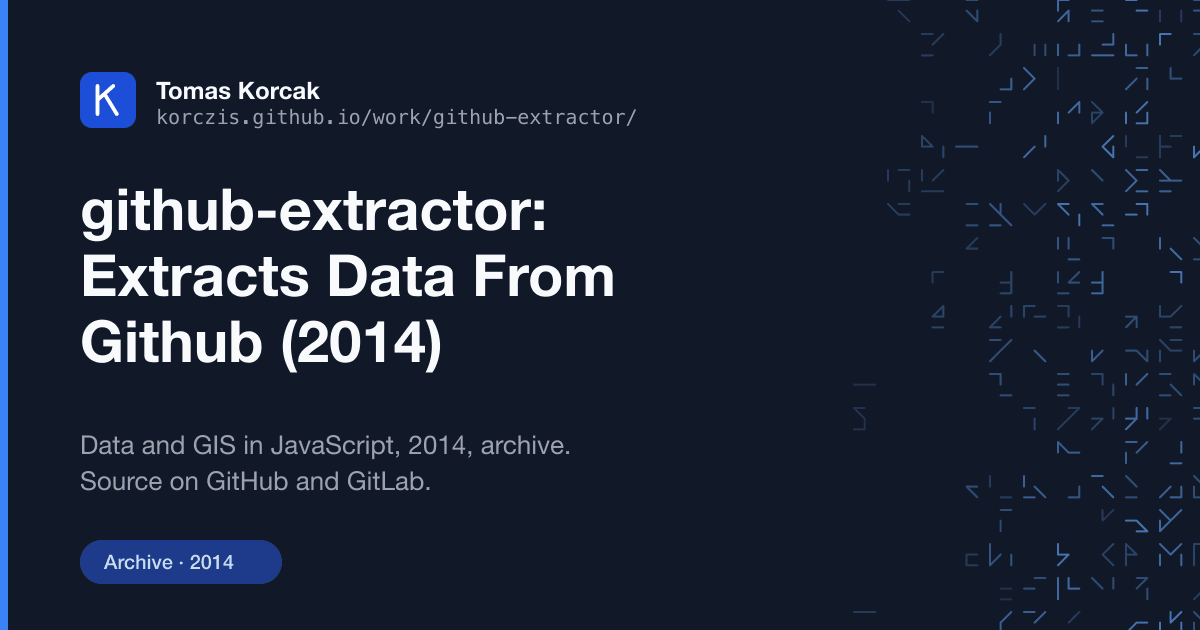 K
Tomas Korcak
korczis.github.io/work/github-extractor/
github-extractor:
Extracts Data From
Github (2014)
Data and GIS in JavaScript, 2014, archive.
Source on GitHub and GitLab.
Archive · 2014